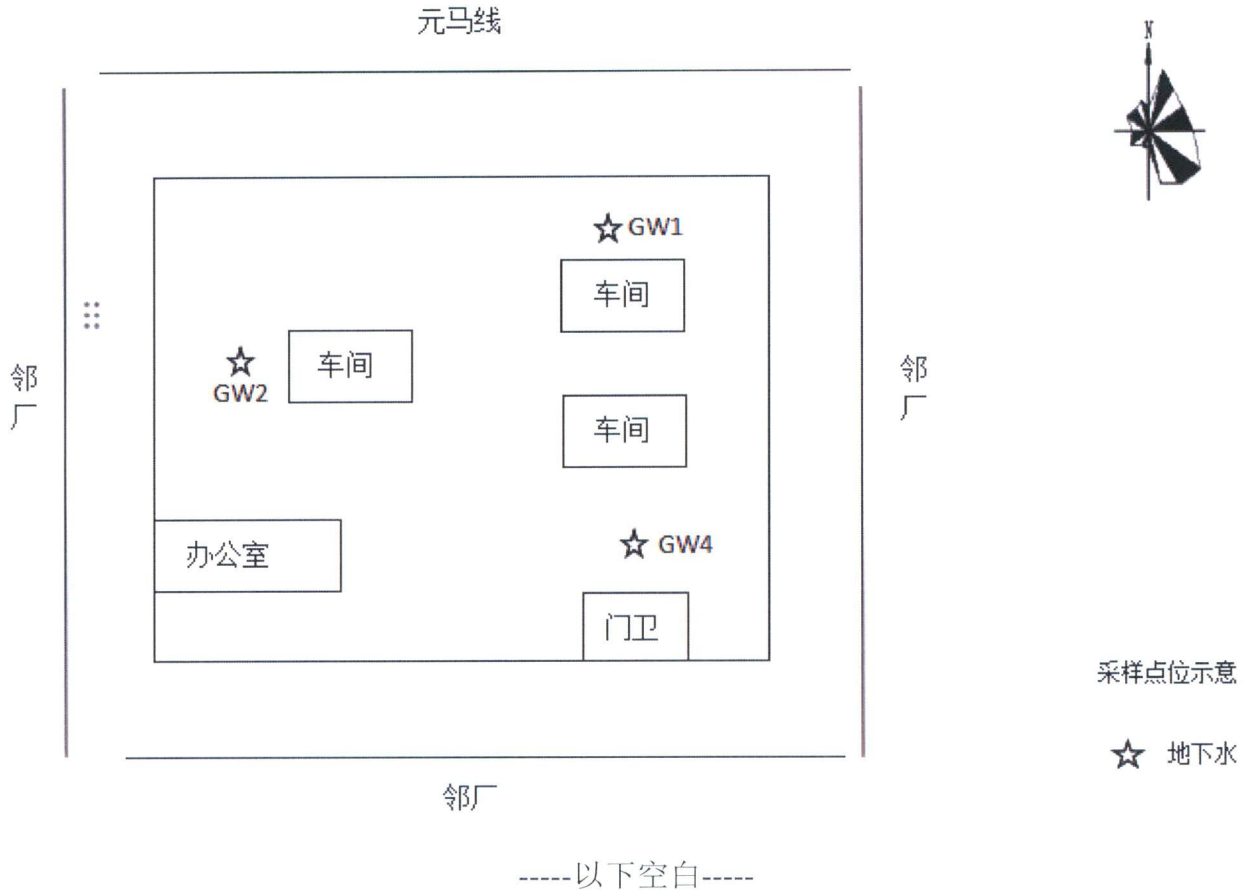 元马线
N
GW1
车间
车间
GW2
邻厂
邻厂
车间
办公室
GW4
门卫
采样点位示意
地下水
邻厂
-----以下空白-----